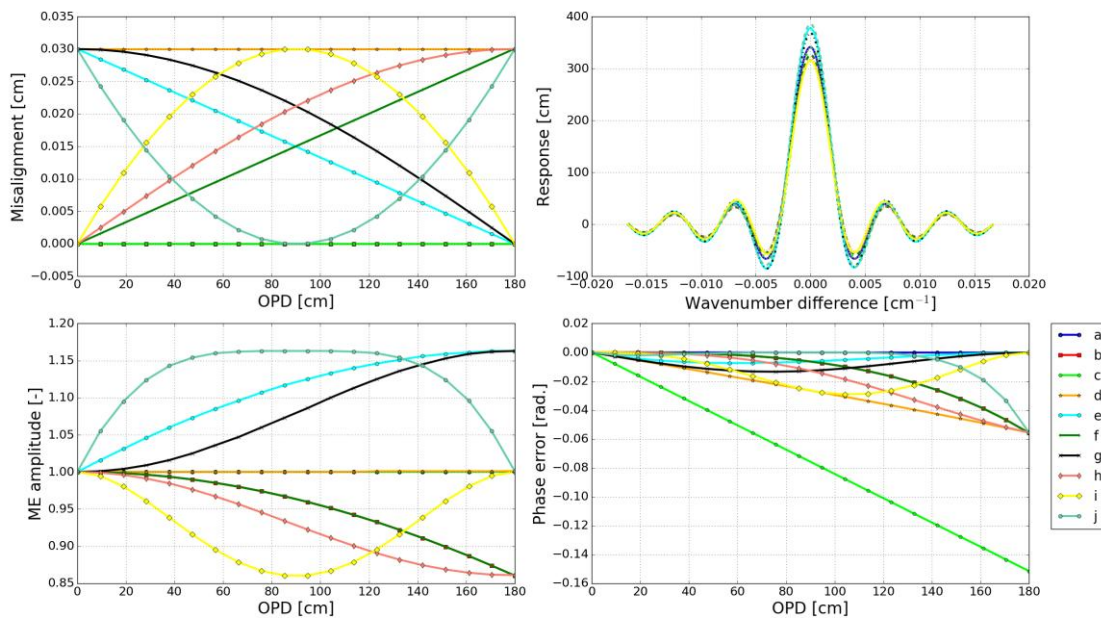 0.035
0.030
0.025
0.020
0.015
0.010
0.005
0.000
−0.005
Misalignment [cm]
0 20 40 60 80 100 120 140 160 180
OPD [cm]
400
300
200
100
0
−100
Response [cm]
−0.020 −0.015 −0.010 −0.005 0.000 0.005 0.010 0.015 0.020
Wavenumber difference [cm⁻¹]
1.20
1.15
1.10
1.05
1.00
0.95
0.90
0.85
ME amplitude [-]
0 20 40 60 80 100 120 140 160 180
OPD [cm]
0.02
0.00
−0.02
−0.04
−0.06
−0.08
−0.10
−0.12
−0.14
−0.16
Phase error [rad.]
0 20 40 60 80 100 120 140 160 180
OPD [cm]
a
b
c
d
e
f
g
h
i
j